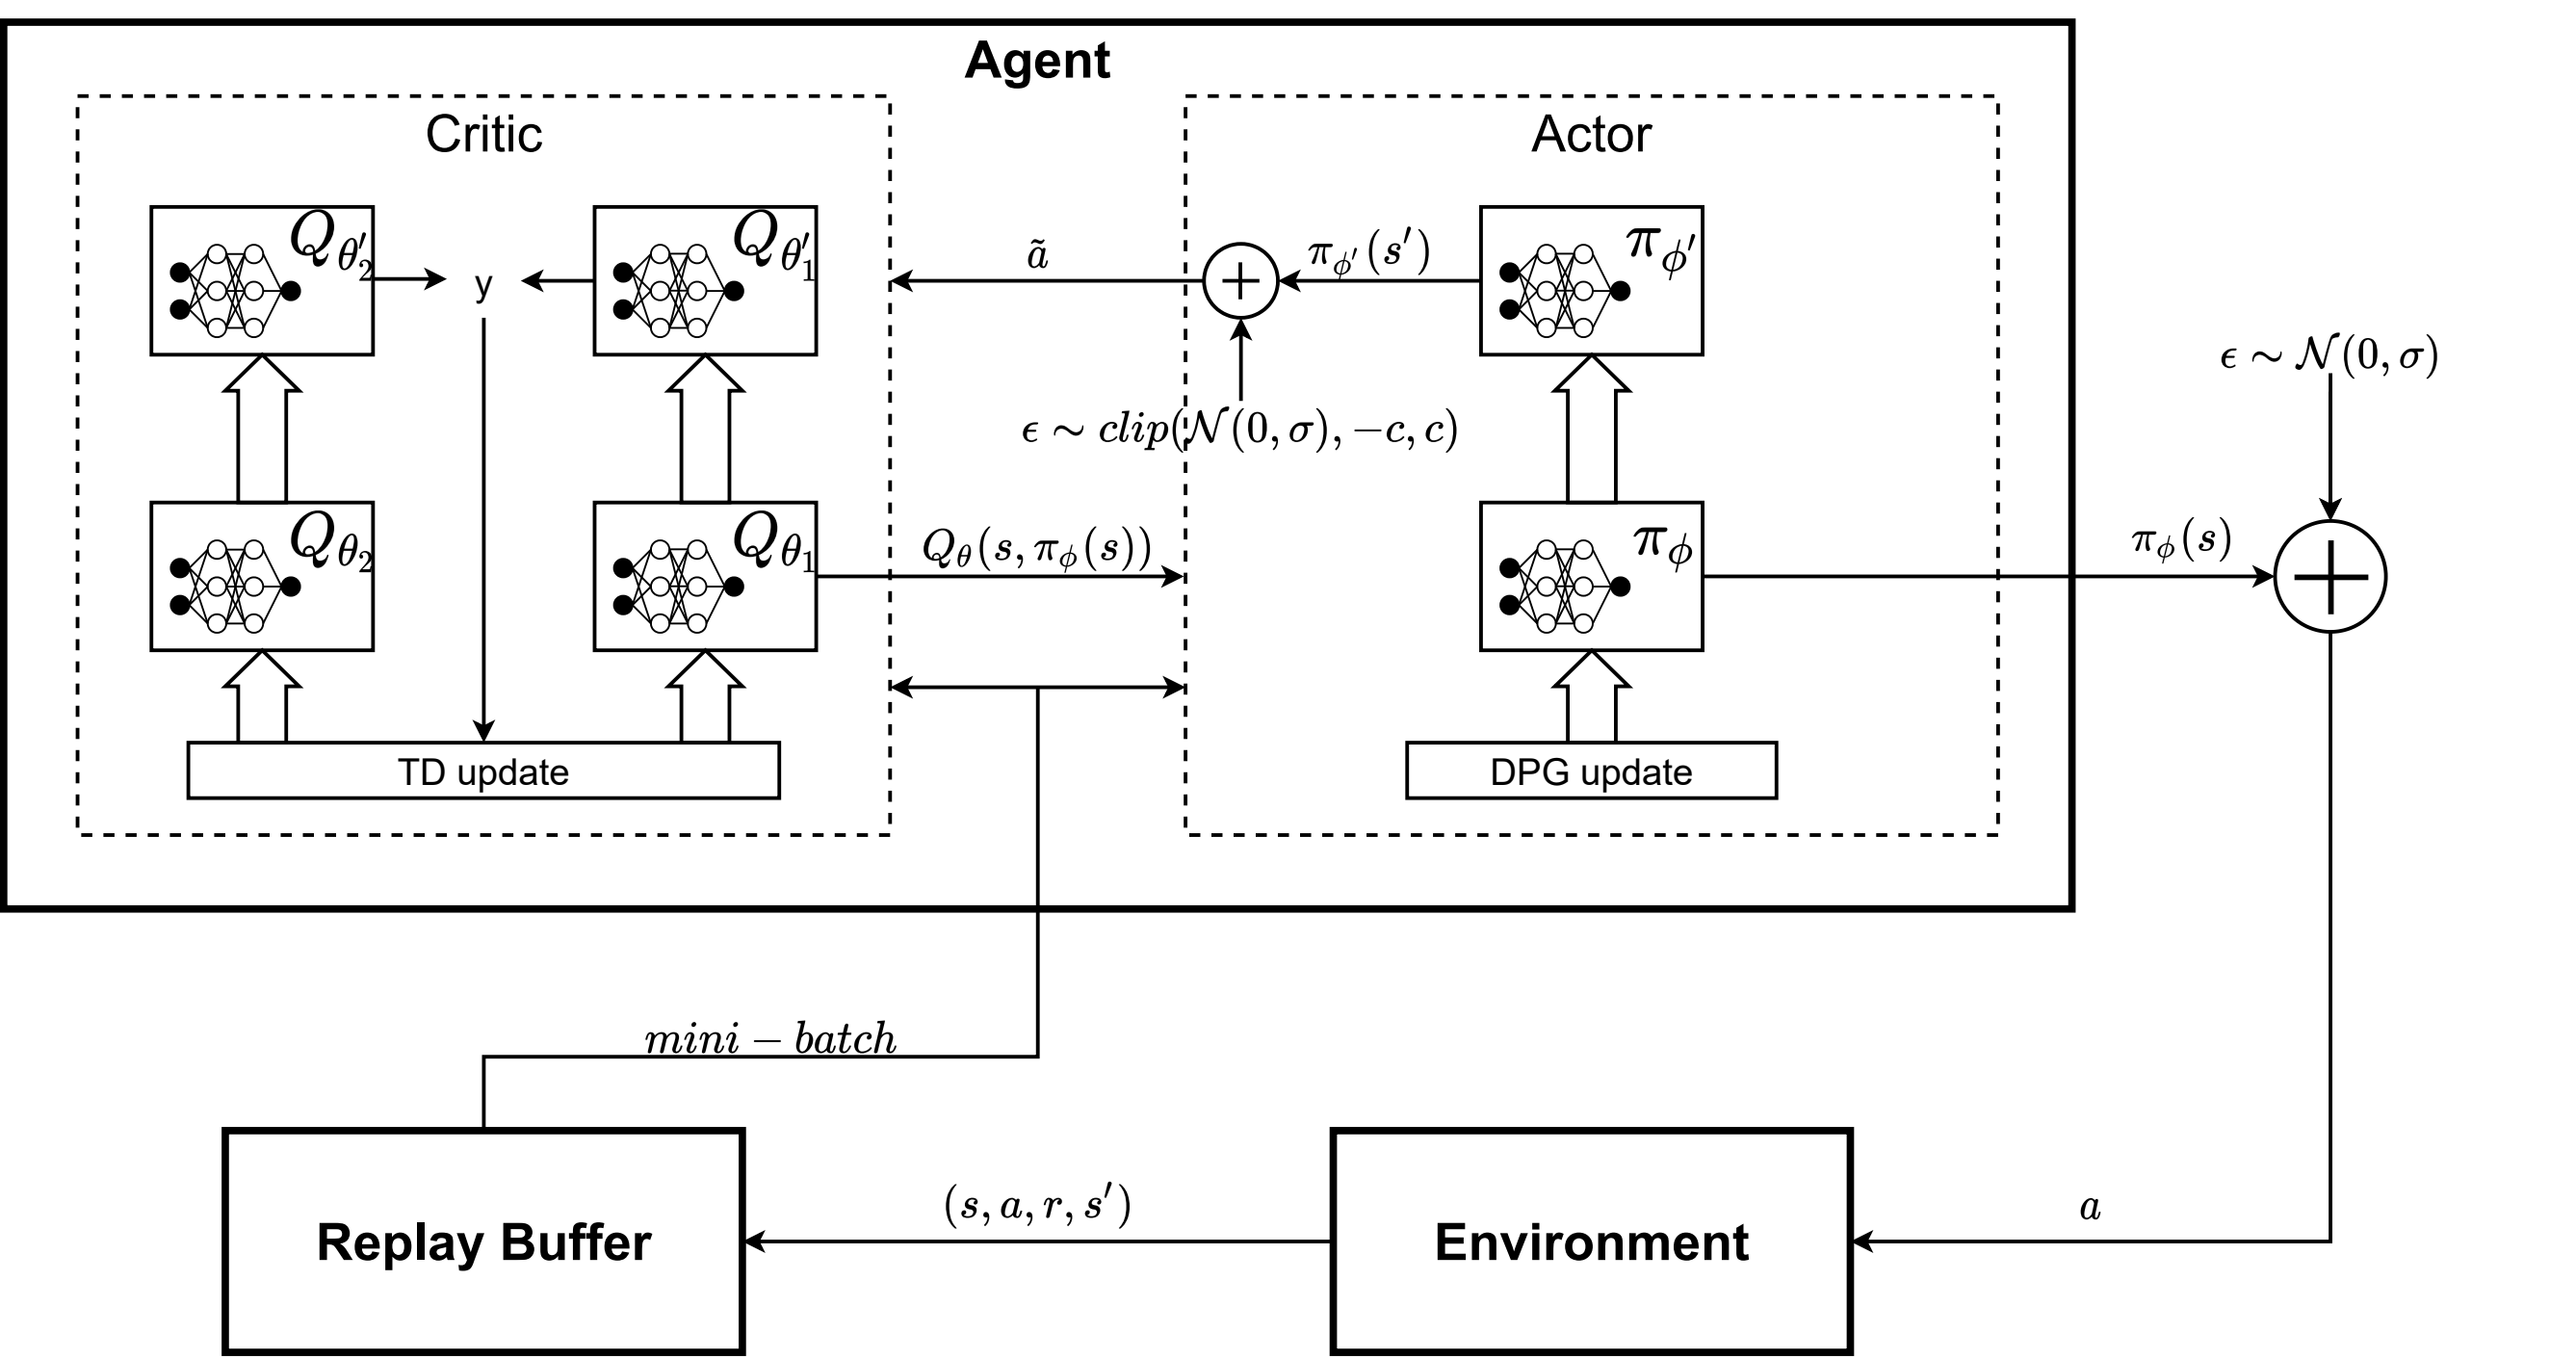 Agent
Critic
Actor
Q_{θ'_2}
y
Q_{θ'_1}
ã
π_{ϕ'}(s')
π_{ϕ'}
ϵ ∼ 𝒩(0, σ)
ϵ ∼ clip(𝒩(0, σ), −c, c)
Q_{θ_2}
Q_{θ_1}
Q_θ(s, π_ϕ(s))
π_ϕ
π_ϕ(s)
TD update
DPG update
mini − batch
(s, a, r, s')
a
Replay Buffer
Environment